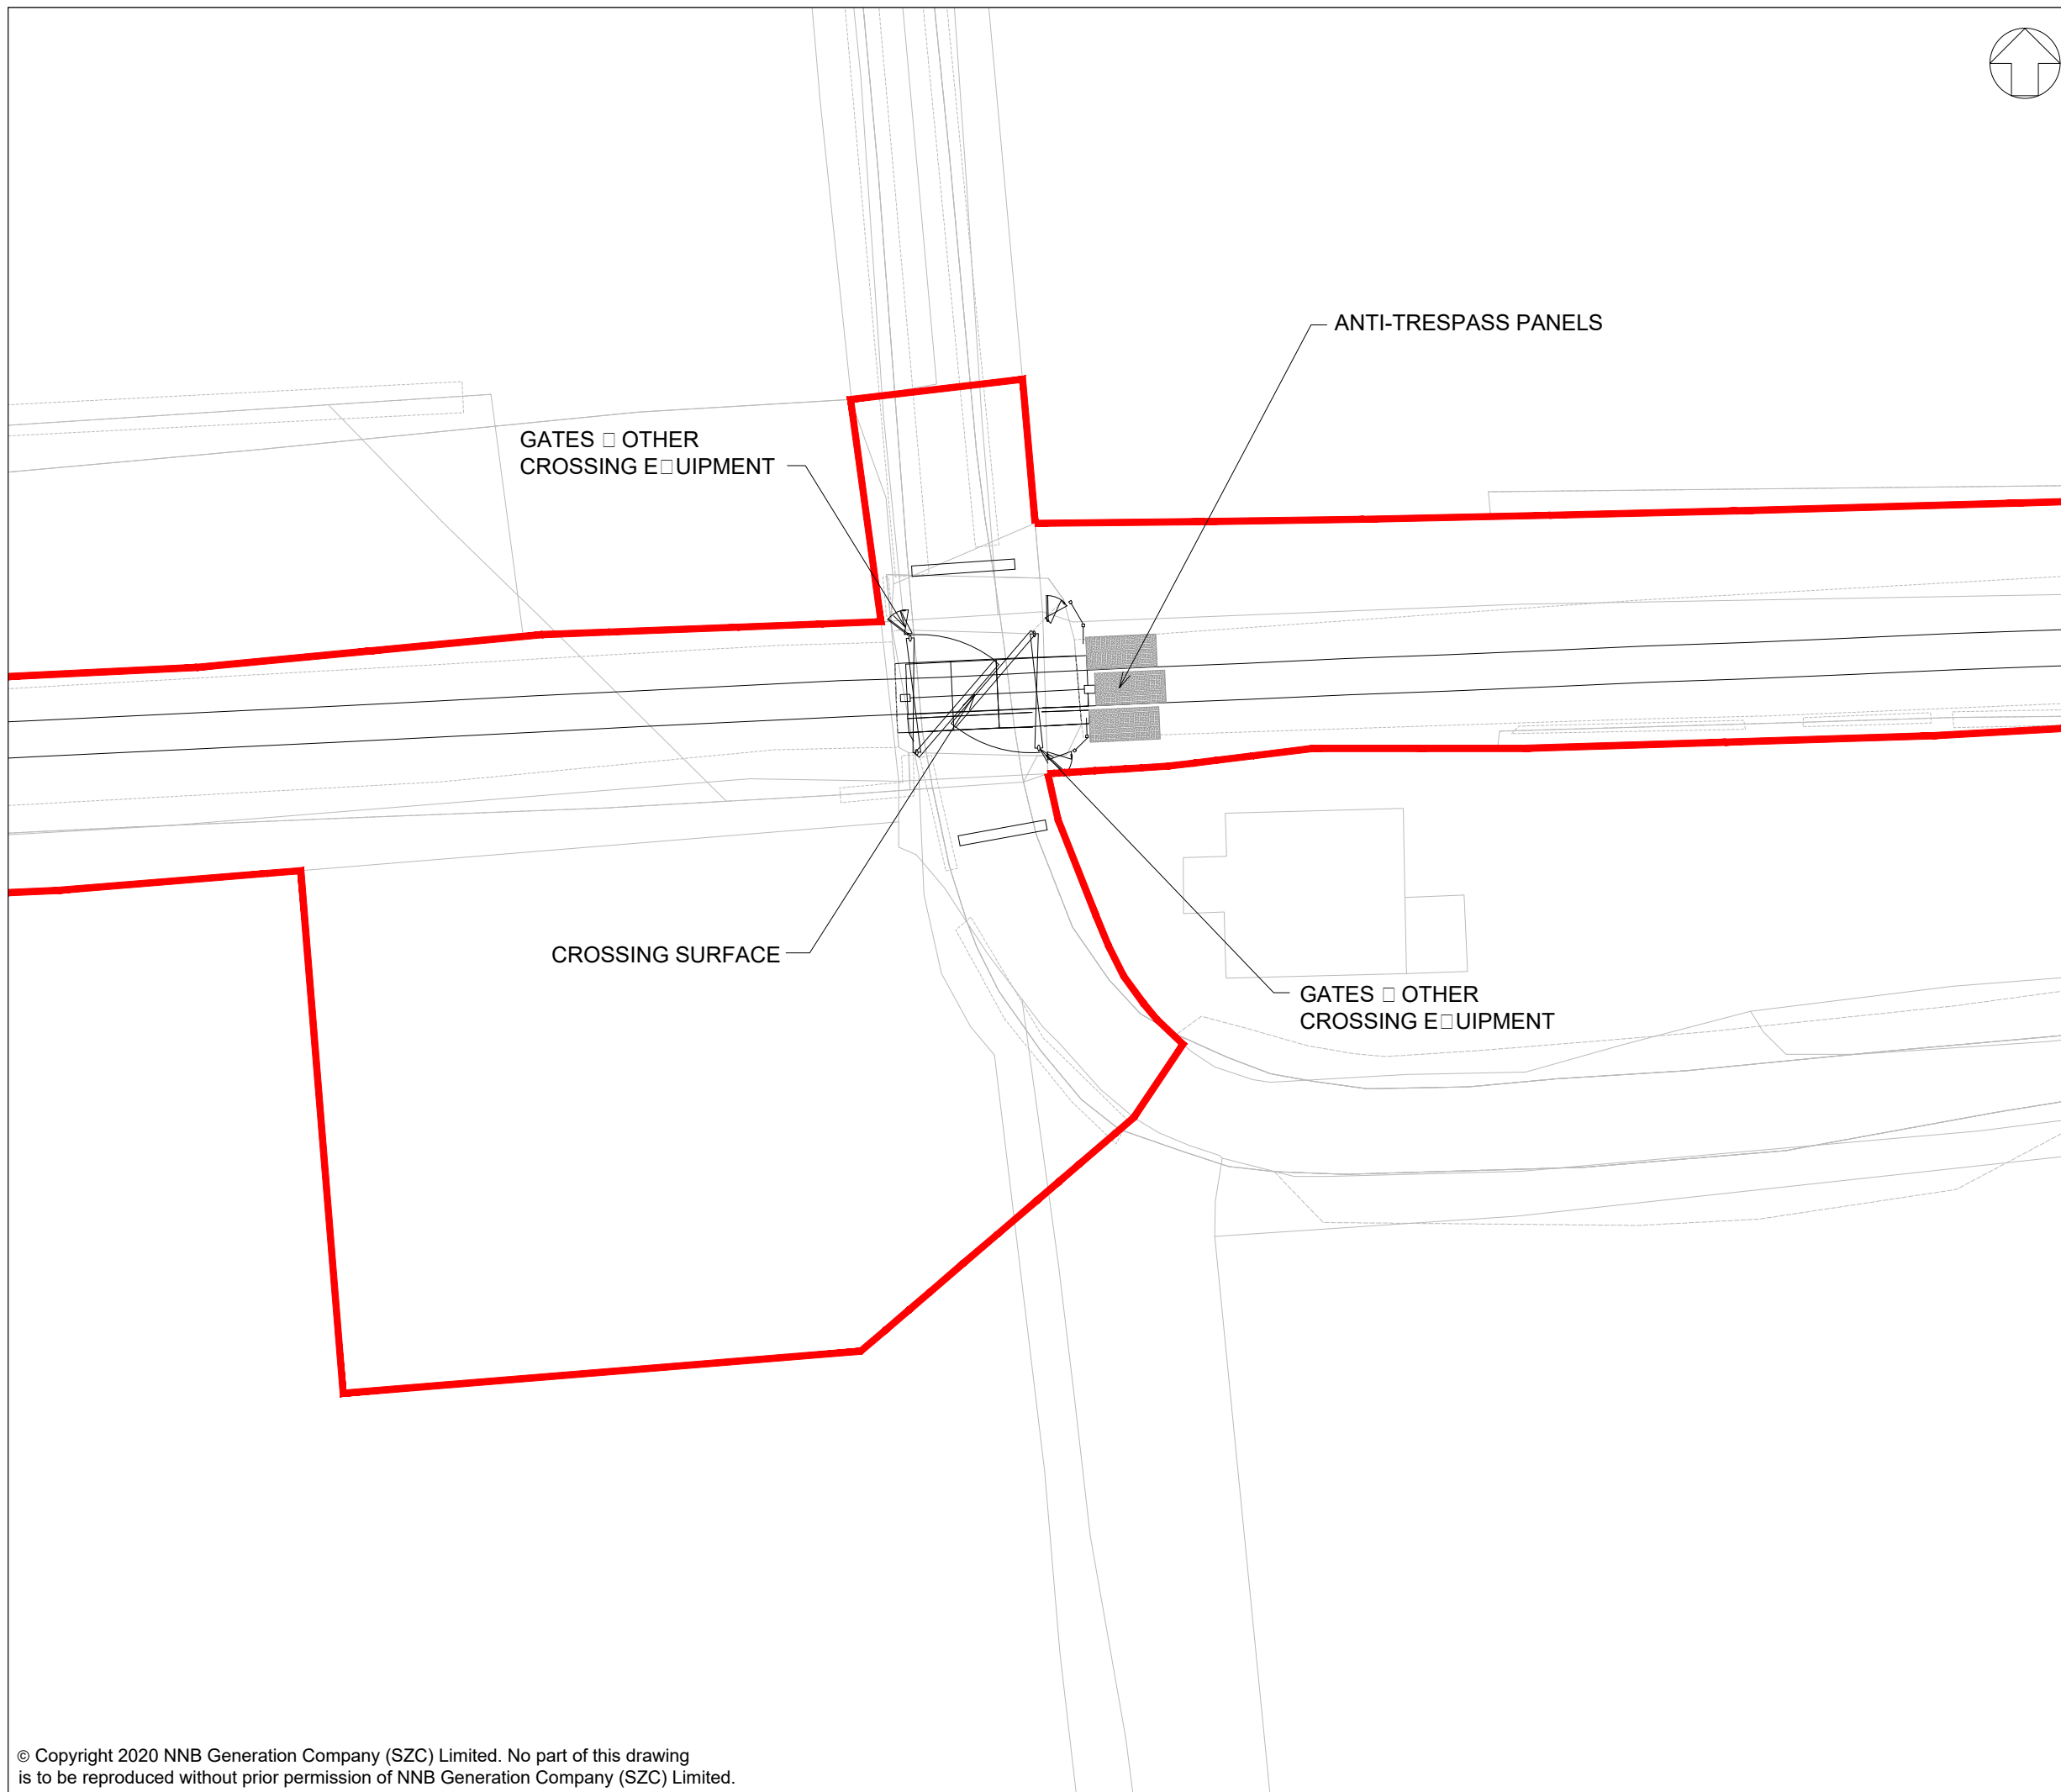 ANTI-TRESPASS PANELS
GATES □ OTHER
CROSSING E□UIPMENT
CROSSING SURFACE
GATES □ OTHER
CROSSING E□UIPMENT
© Copyright 2020 NNB Generation Company (SZC) Limited. No part of this drawing
is to be reproduced without prior permission of NNB Generation Company (SZC) Limited.